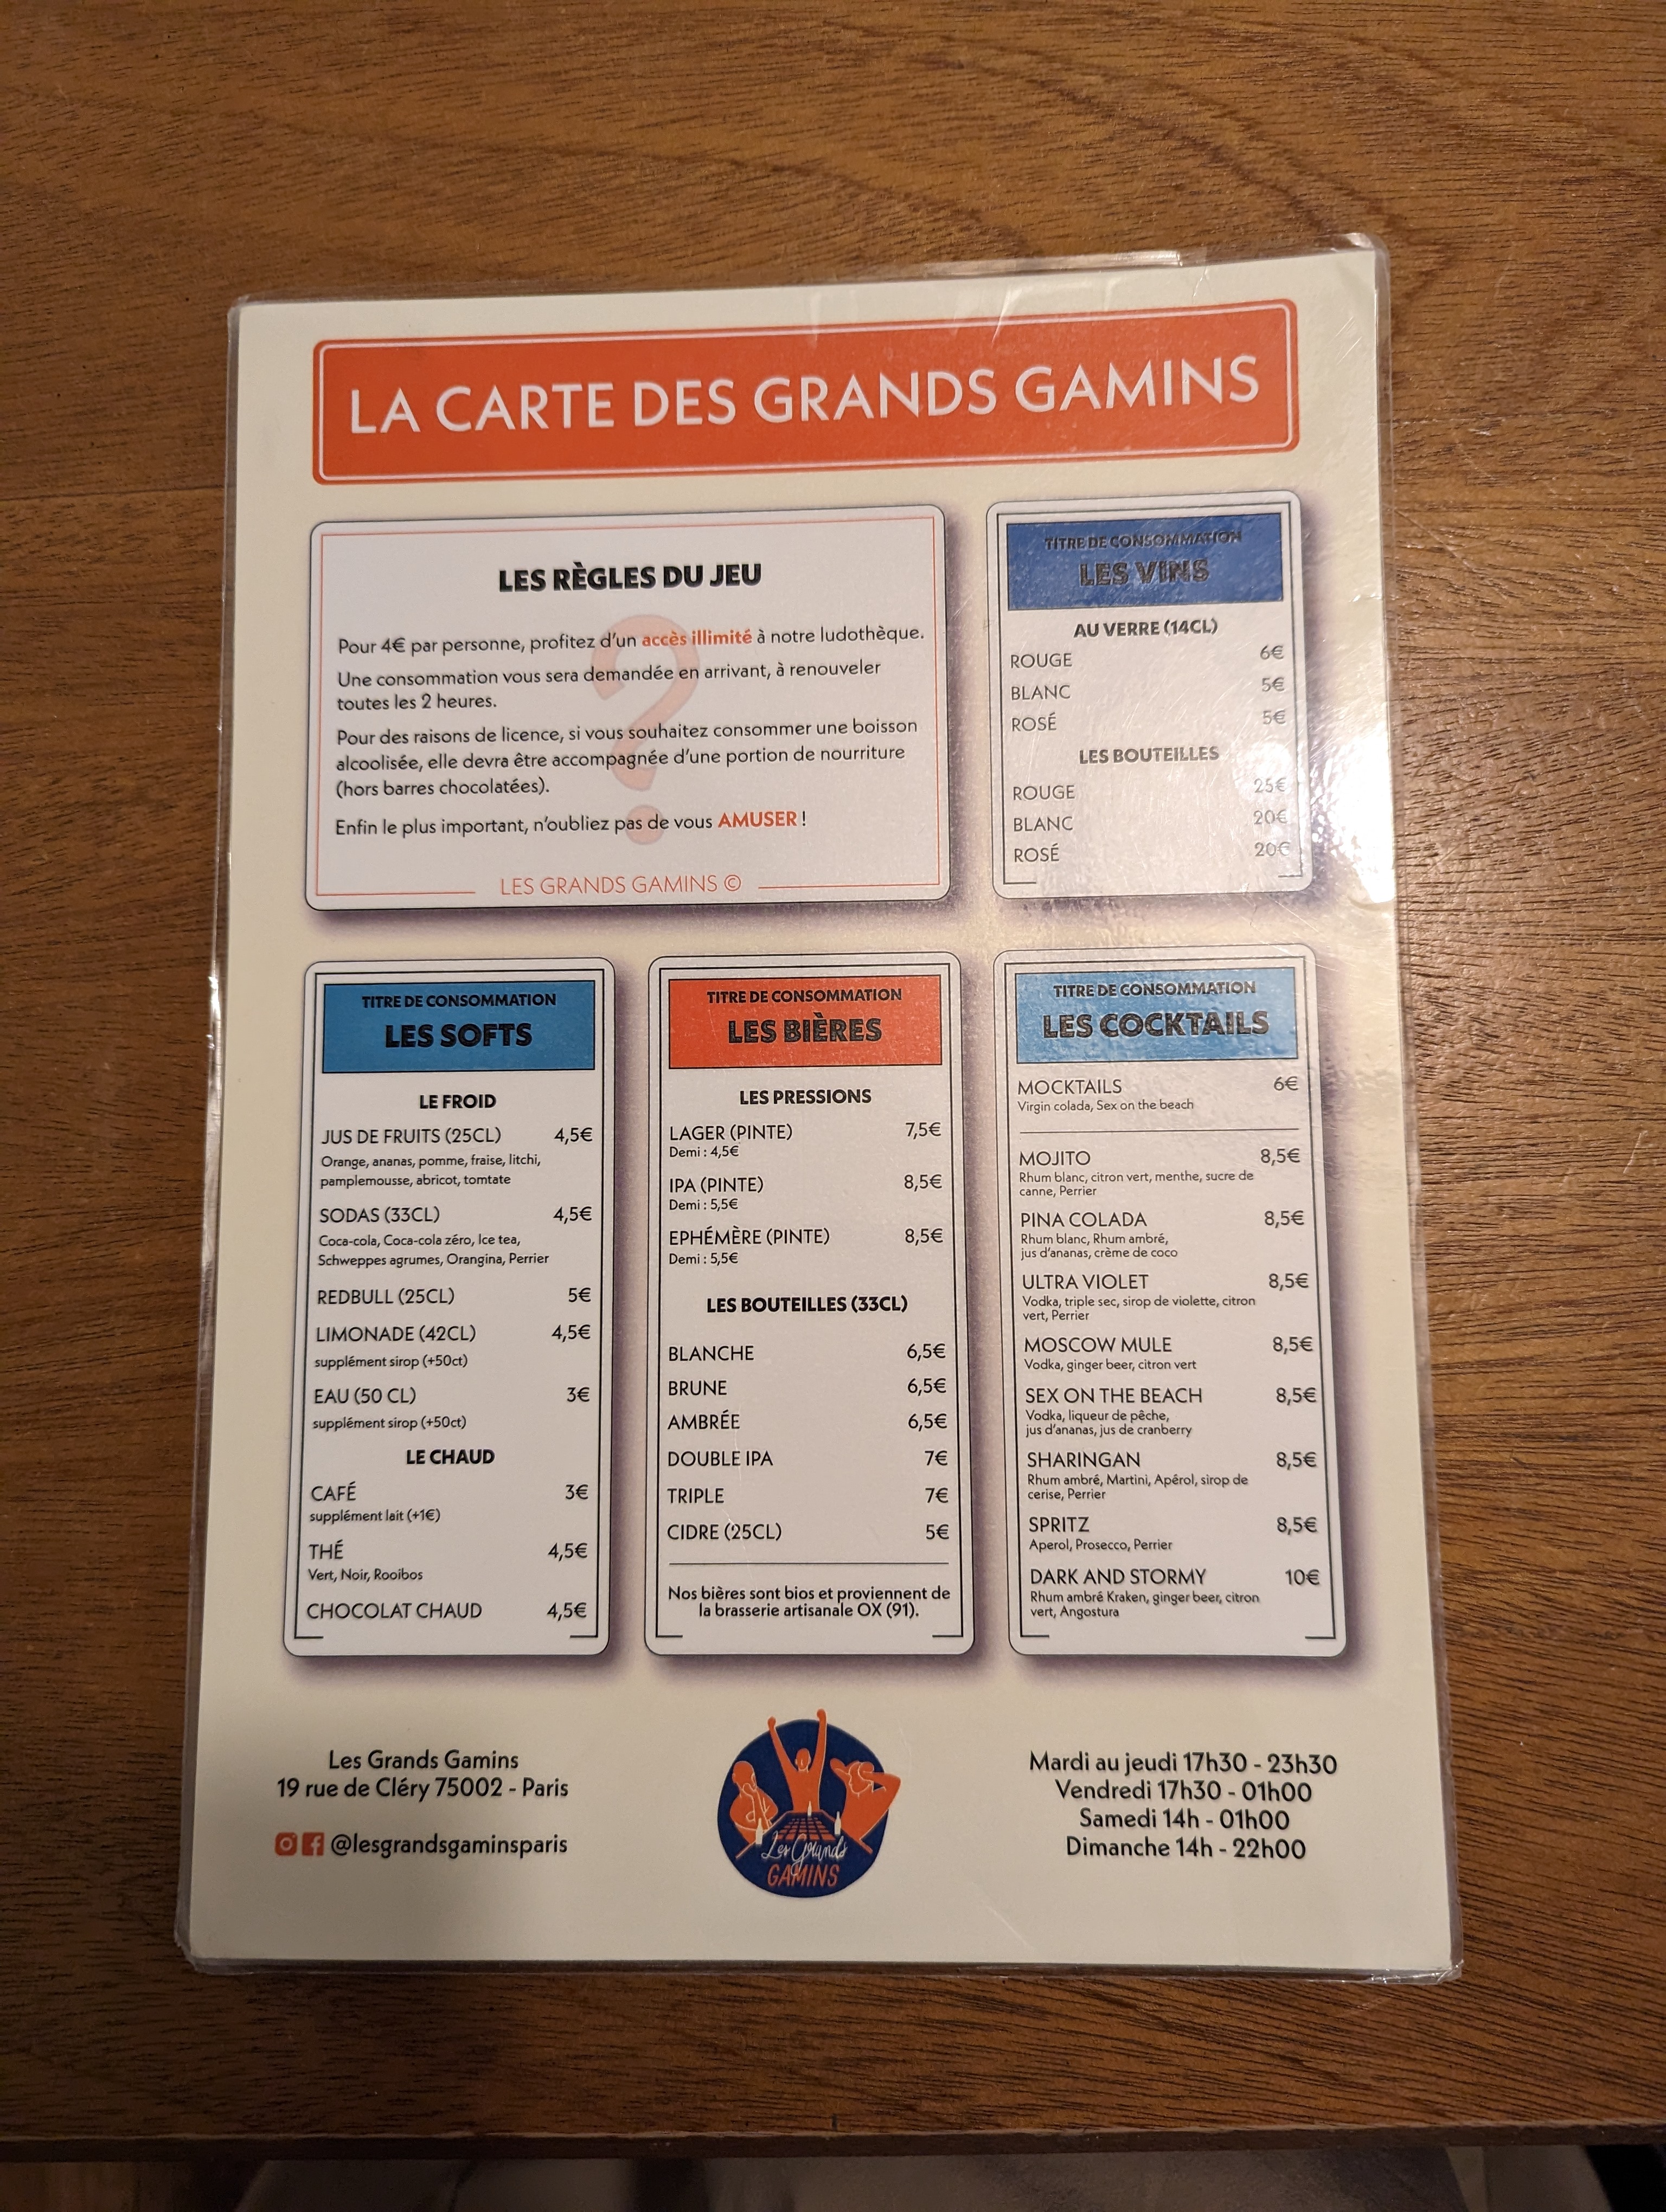 LA CARTE DES GRANDS GAMINS
LES RÈGLES DU JEU
Pour 4€ par personne, profitez d'un accès illimité à notre ludothèque.
Une consommation vous sera demandée en arrivant, à renouveler
toutes les 2 heures.
Pour des raisons de licence, si vous souhaitez consommer une boisson
alcoolisée, elle devra être accompagnée d'une portion de nourriture
(hors barres chocolatées).
Enfin le plus important, n'oubliez pas de vous AMUSER !
LES GRANDS GAMINS ©
TITRE DE CONSOMMATION
LES VINS
AU VERRE (14CL)
ROUGE 6€
BLANC 5€
ROSÉ 5€
LES BOUTEILLES
ROUGE 25€
BLANC 20€
ROSÉ 20€
TITRE DE CONSOMMATION
LES SOFTS
LE FROID
JUS DE FRUITS (25CL) 4,5€
Orange, ananas, pomme, fraise, litchi,
pamplemousse, abricot, tomtate
SODAS (33CL) 4,5€
Coca-cola, Coca-cola zéro, Ice tea,
Schweppes agrumes, Orangina, Perrier
REDBULL (25CL) 5€
LIMONADE (42CL) 4,5€
supplément sirop (+50ct)
EAU (50 CL) 3€
supplément sirop (+50ct)
LE CHAUD
CAFÉ 3€
supplément lait (+1€)
THÉ 4,5€
Vert, Noir, Rooibos
CHOCOLAT CHAUD 4,5€
TITRE DE CONSOMMATION
LES BIÈRES
LES PRESSIONS
LAGER (PINTE) 7,5€
Demi : 4,5€
IPA (PINTE) 8,5€
Demi : 5,5€
EPHÉMÈRE (PINTE) 8,5€
Demi : 5,5€
LES BOUTEILLES (33CL)
BLANCHE 6,5€
BRUNE 6,5€
AMBRÉE 6,5€
DOUBLE IPA 7€
TRIPLE 7€
CIDRE (25CL) 5€
Nos bières sont bios et proviennent de
la brasserie artisanale OX (91).
TITRE DE CONSOMMATION
LES COCKTAILS
MOCKTAILS 6€
Virgin colada, Sex on the beach
MOJITO 8,5€
Rhum blanc, citron vert, menthe, sucre de
canne, Perrier
PINA COLADA 8,5€
Rhum blanc, Rhum ambré,
jus d'ananas, crème de coco
ULTRA VIOLET 8,5€
Vodka, triple sec, sirop de violette, citron
vert, Perrier
MOSCOW MULE 8,5€
Vodka, ginger beer, citron vert
SEX ON THE BEACH 8,5€
Vodka, liqueur de pêche,
jus d'ananas, jus de cranberry
SHARINGAN 8,5€
Rhum ambré, Martini, Apérol, sirop de
cerise, Perrier
SPRITZ 8,5€
Aperol, Prosecco, Perrier
DARK AND STORMY 10€
Rhum ambré Kraken, ginger beer, citron
vert, Angostura
Les Grands Gamins
19 rue de Cléry 75002 - Paris
@lesgrandsgaminsparis
Les Grands
GAMINS
Mardi au jeudi 17h30 - 23h30
Vendredi 17h30 - 01h00
Samedi 14h - 01h00
Dimanche 14h - 22h00